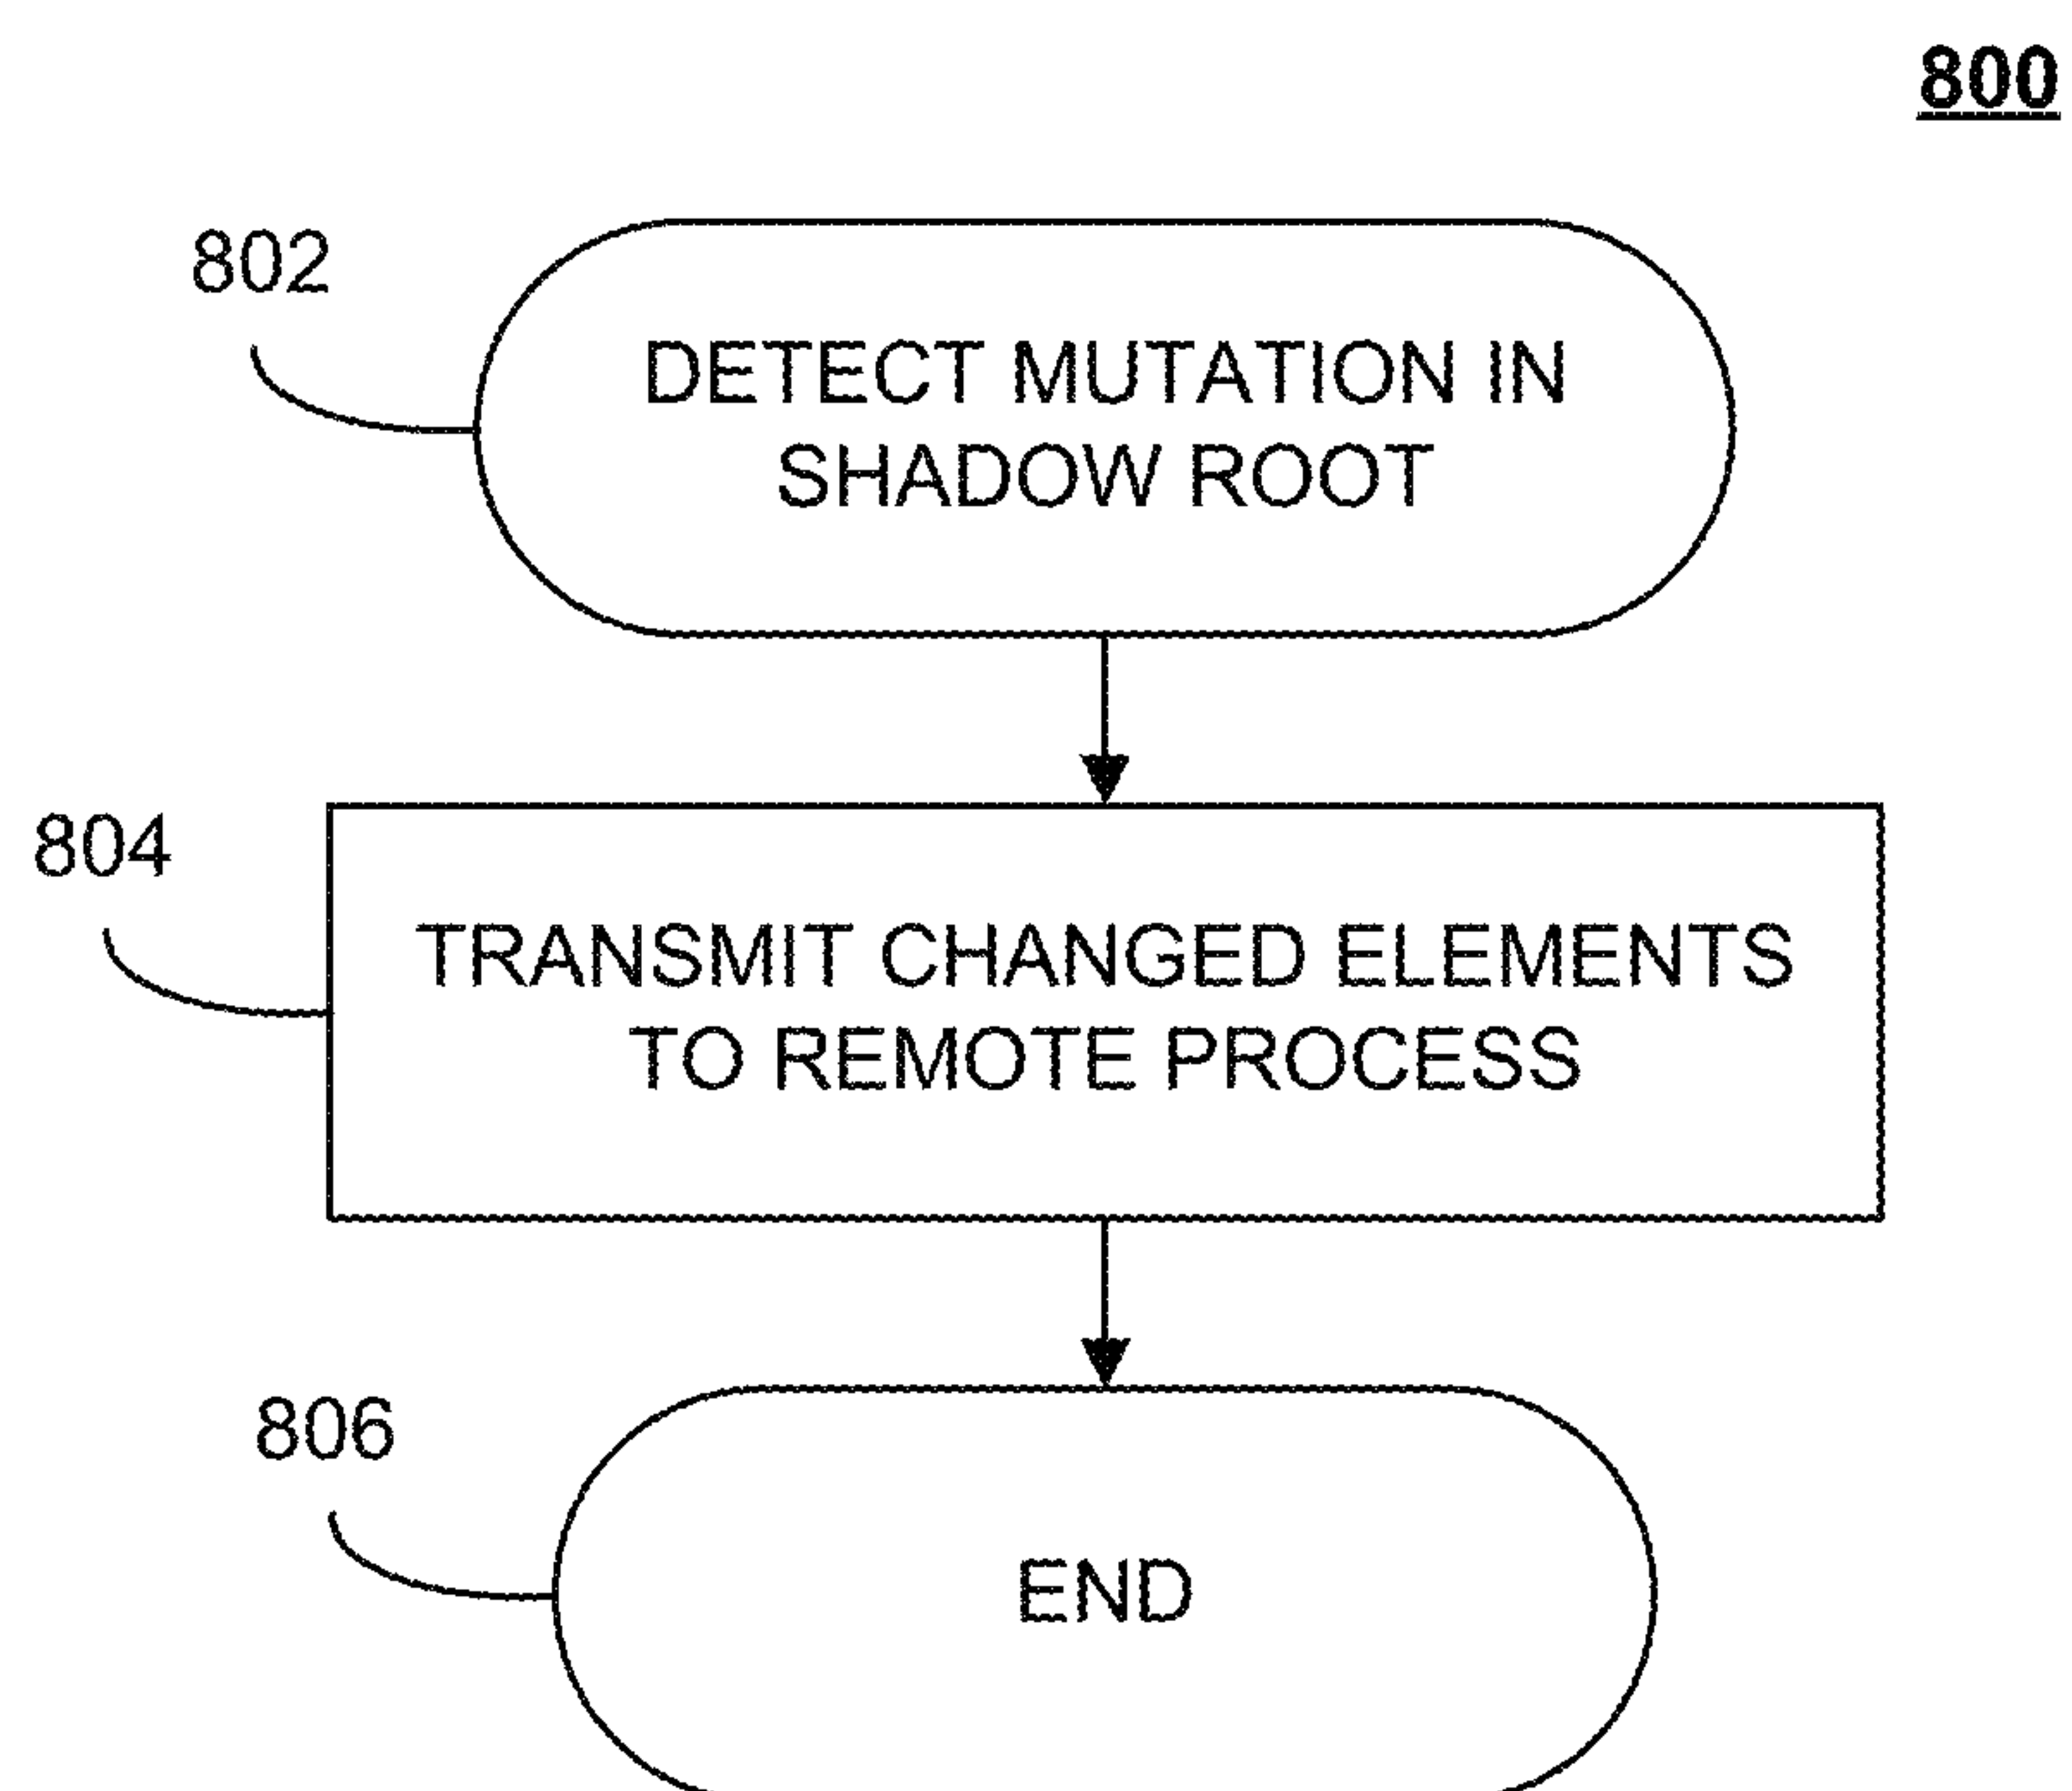 800
802
DETECT MUTATION IN
SHADOW ROOT
804
TRANSMIT CHANGED ELEMENTS
TO REMOTE PROCESS
806
END